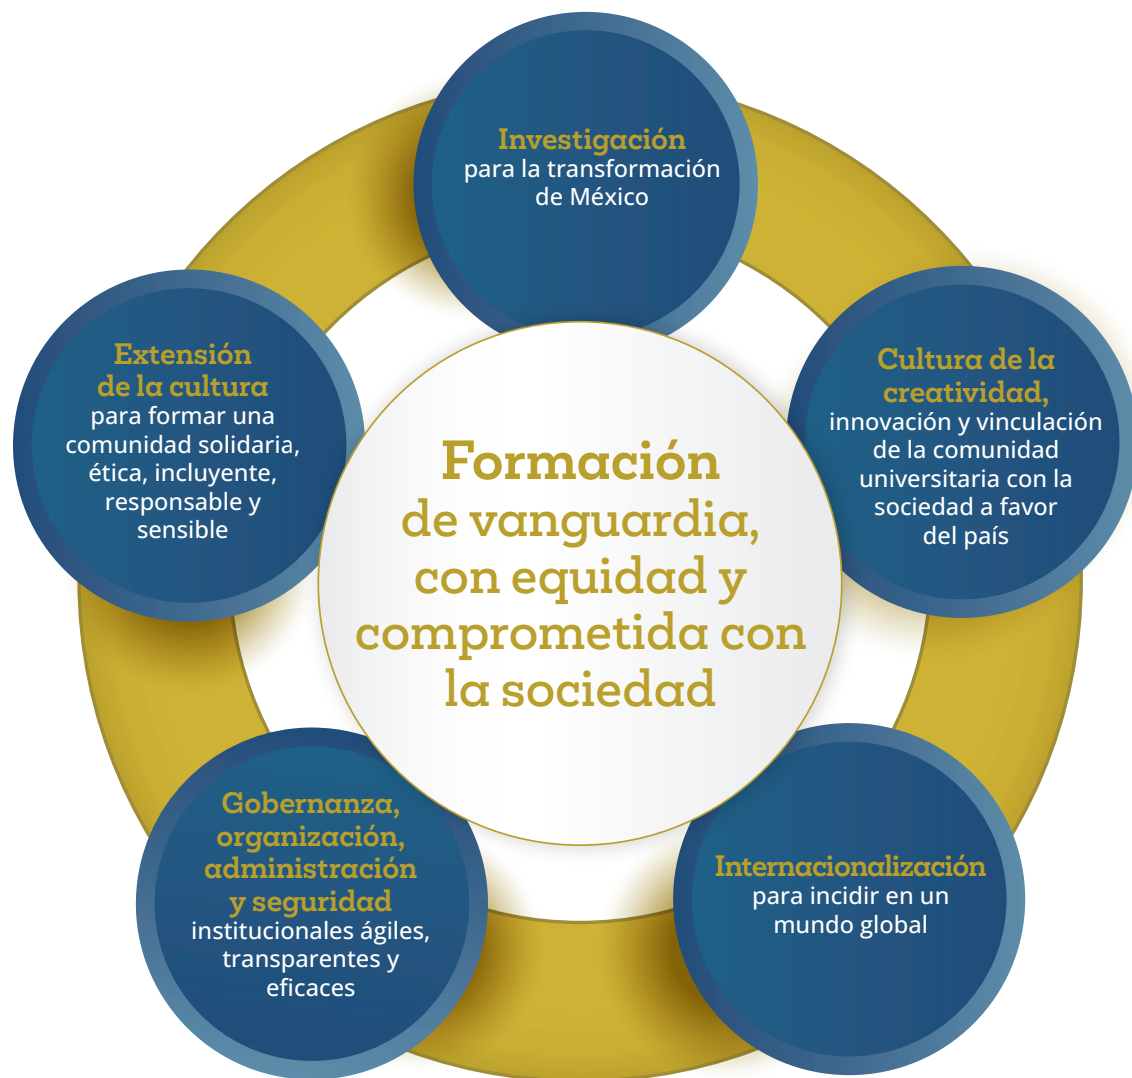 Investigación
para la transformación
de México
Cultura de la
creatividad,
innovación y vinculación
de la comunidad
universitaria con la
sociedad a favor
del país
Internacionalización
para incidir en un
mundo global
Gobernanza,
organización,
administración
y seguridad
institucionales ágiles,
transparentes y
eficaces
Extensión
de la cultura
para formar una
comunidad solidaria,
ética, incluyente,
responsable y
sensible
Formación
de vanguardia,
con equidad y
comprometida con
la sociedad